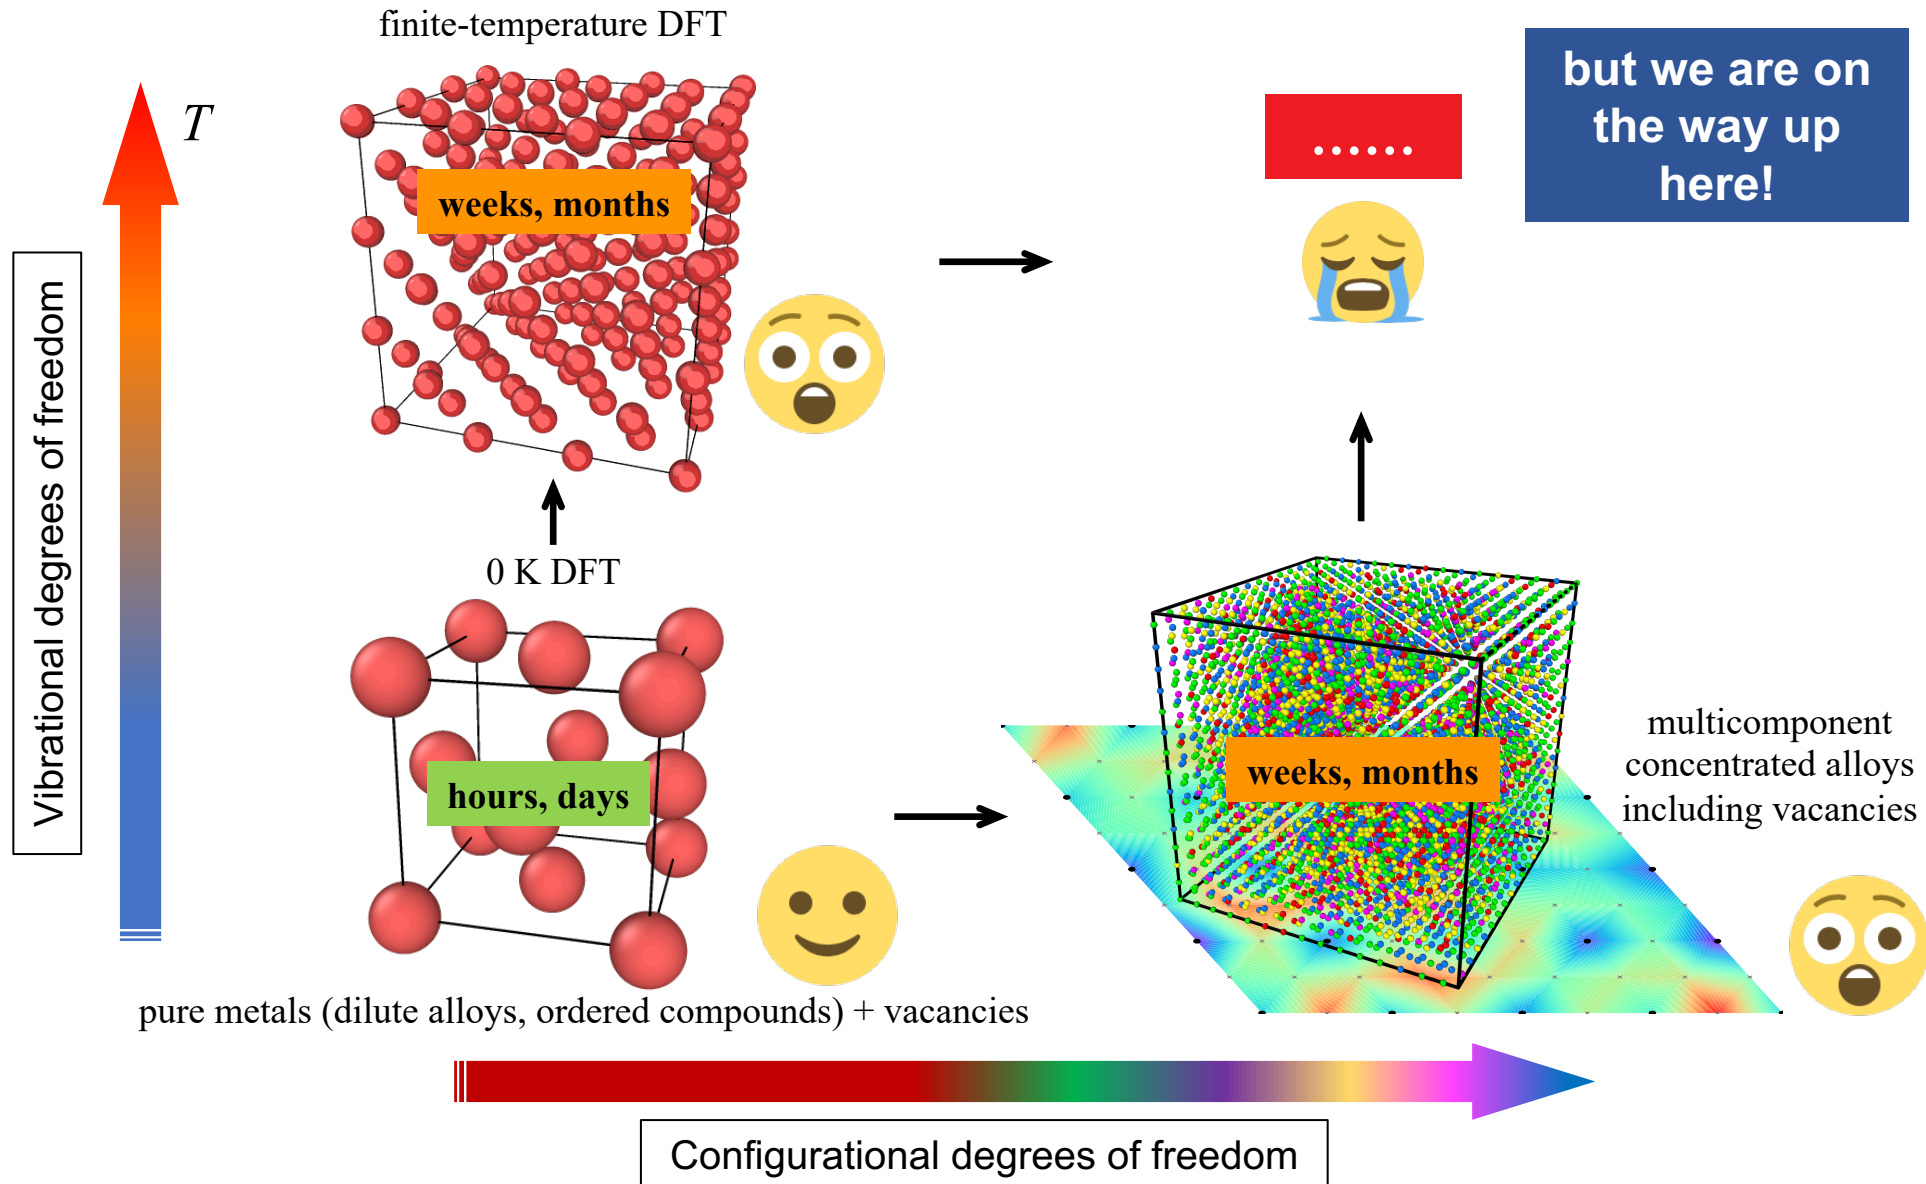 finite-temperature DFT
T
weeks, months
......
but we are on
the way up
here!
Vibrational degrees of freedom
0 K DFT
hours, days
weeks, months
multicomponent
concentrated alloys
including vacancies
pure metals (dilute alloys, ordered compounds) + vacancies
Configurational degrees of freedom